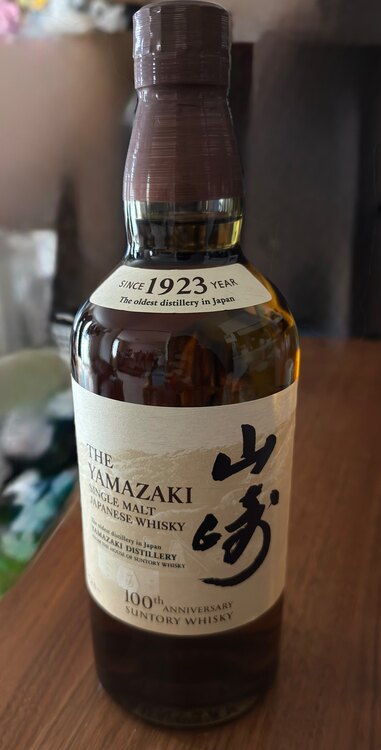 SINCE 1923 YEAR
The oldest distillery in Japan
THE
YAMAZAKI
SINGLE MALT
JAPANESE WHISKY
The oldest distillery in Japan
YAMAZAKI DISTILLERY
FROM THE HOUSE OF SUNTORY WHISKY
山崎
100th ANNIVERSARY
SUNTORY WHISKY